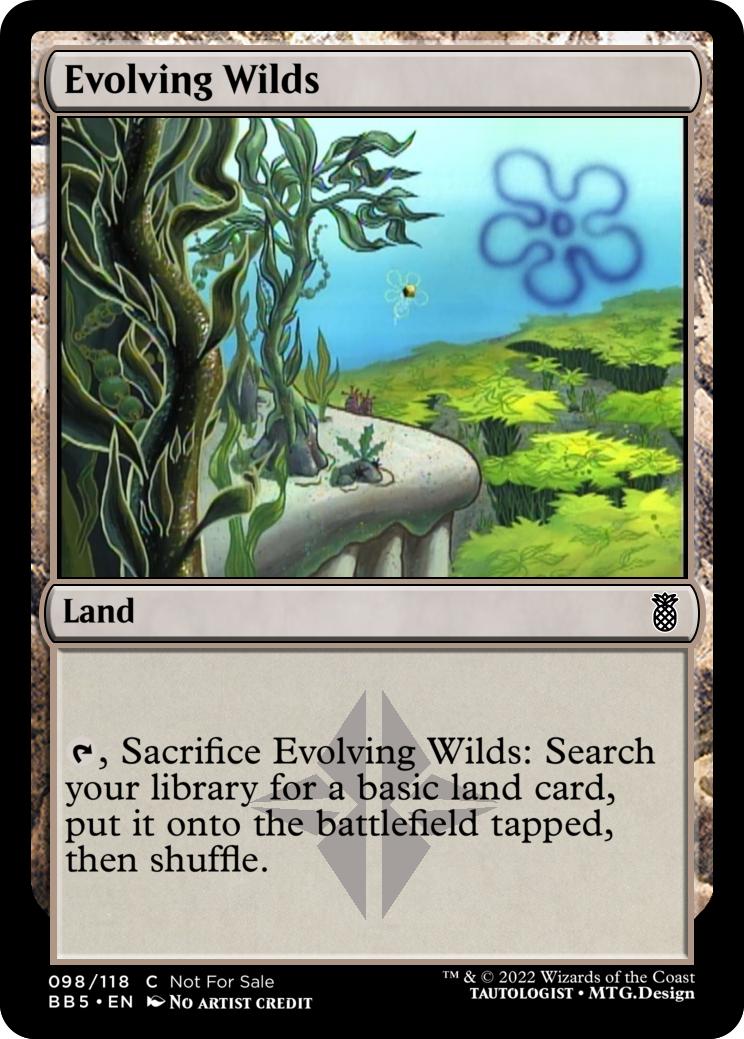 Evolving Wilds
Land
, Sacrifice Evolving Wilds: Search
your library for a basic land card,
put it onto the battlefield tapped,
then shuffle.
098/118 C Not For Sale
BB5 • EN NO ARTIST CREDIT
™ & © 2022 Wizards of the Coast
TAUTOLOGIST • MTG.Design